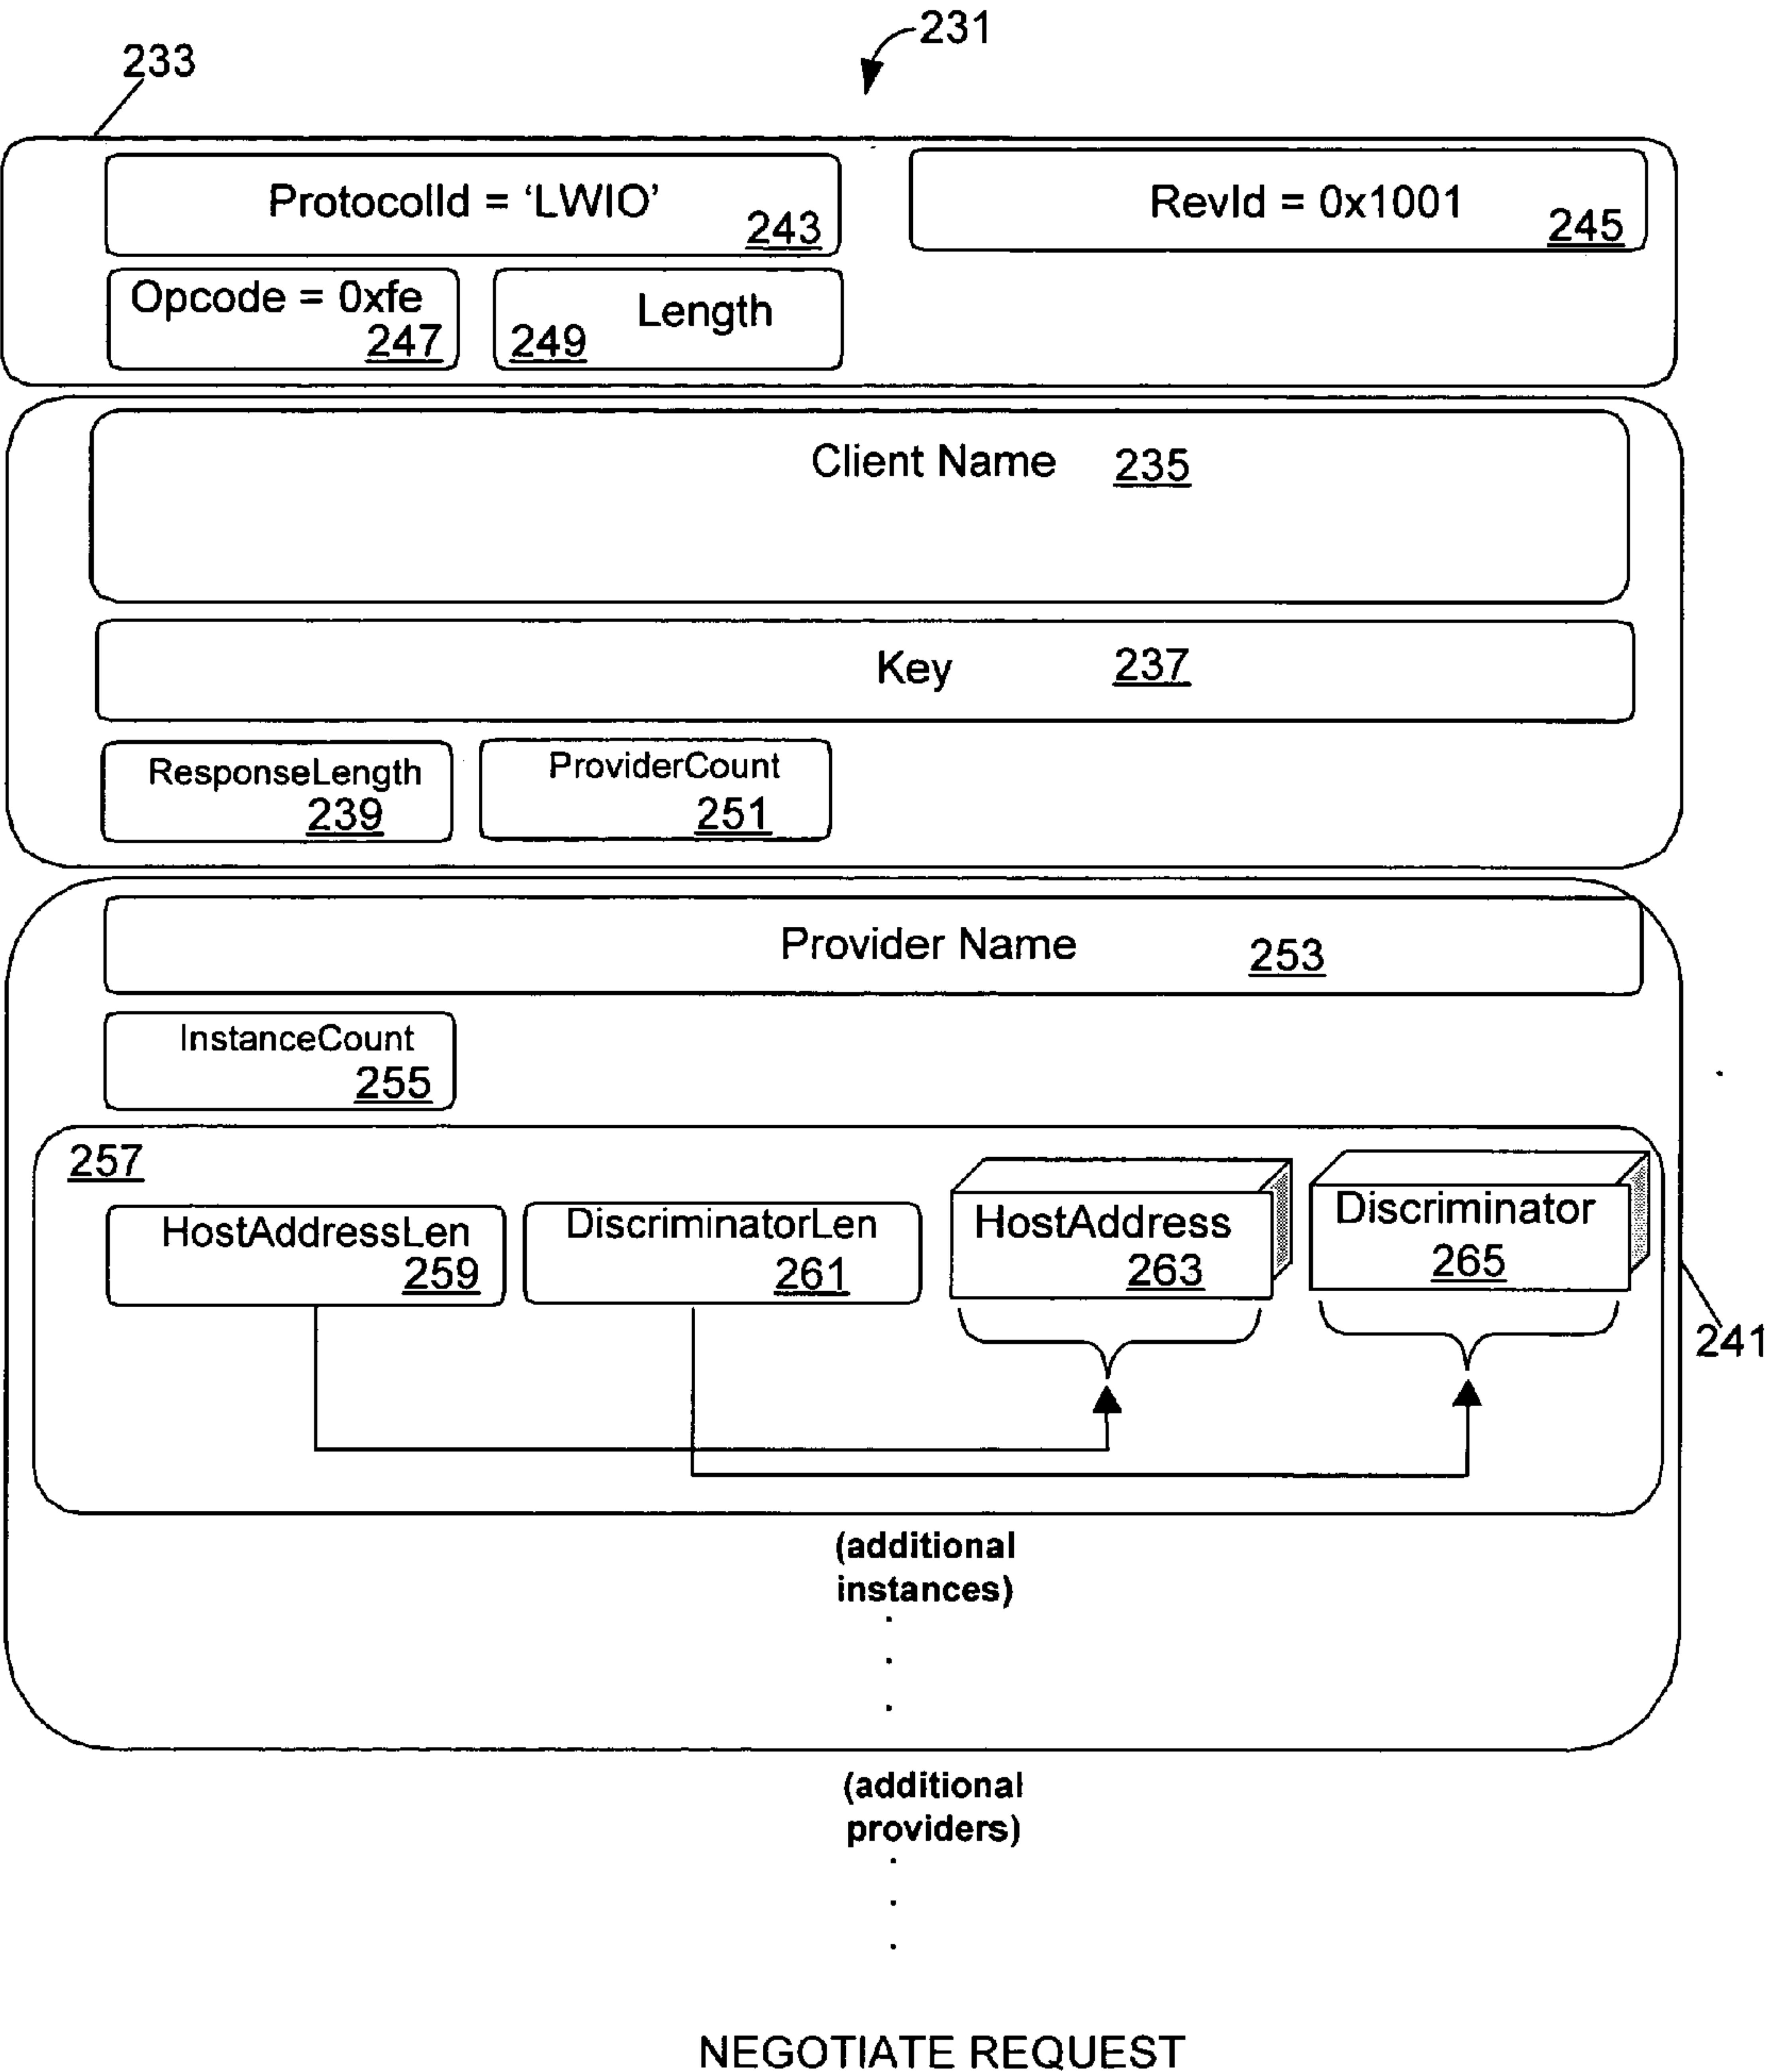 231
233
ProtocolId = ‘LWIO’
243
RevId = 0x1001
245
Opcode = 0xfe
247
Length
249
Client Name 235
Key 237
ResponseLength
239
ProviderCount
251
Provider Name 253
InstanceCount
255
257
HostAddressLen
259
DiscriminatorLen
261
HostAddress
263
Discriminator
265
241
(additional
instances)
(additional
providers)
NEGOTIATE REQUEST